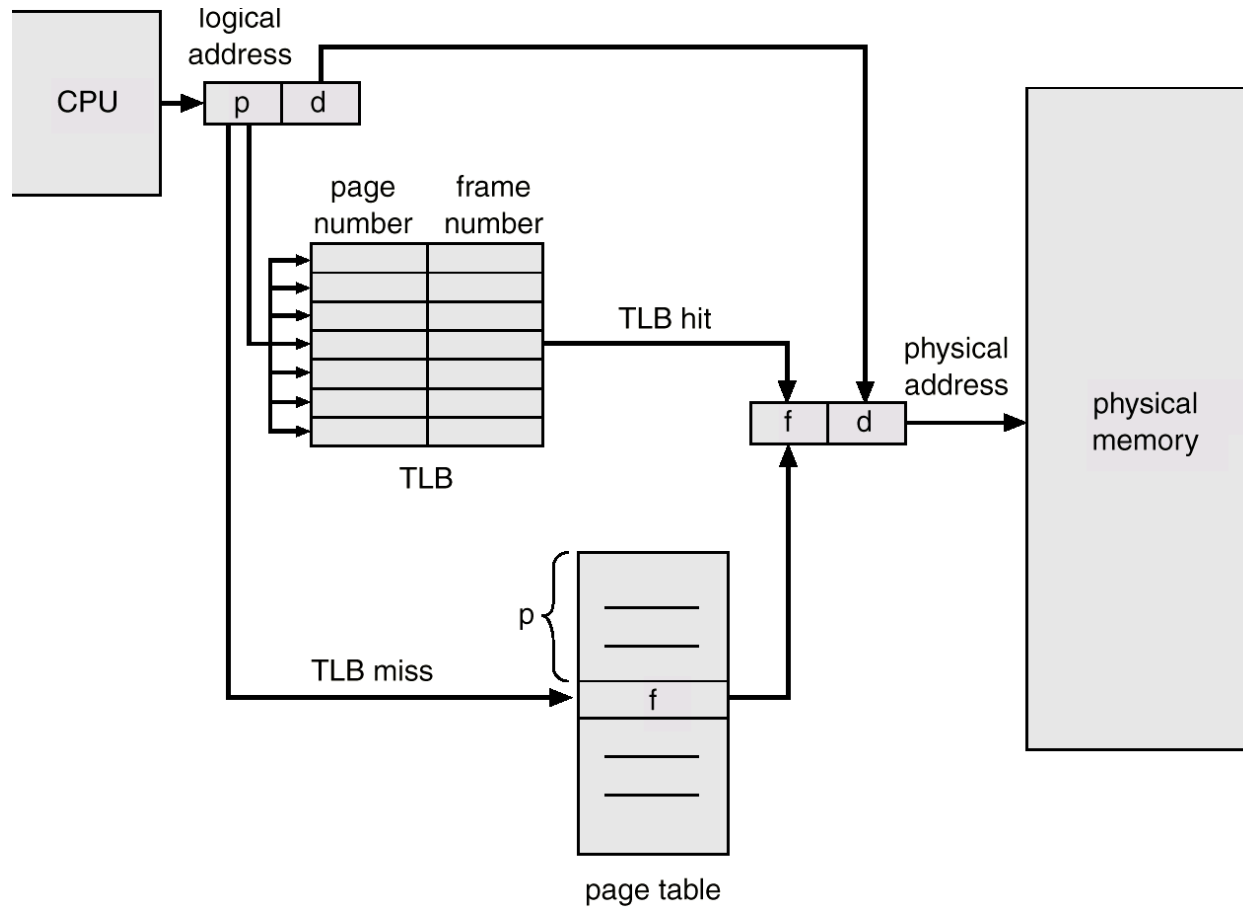 logical
address
CPU
p
d
page
number
frame
number
TLB hit
TLB
physical
address
f
d
physical
memory
p
TLB miss
f
page table